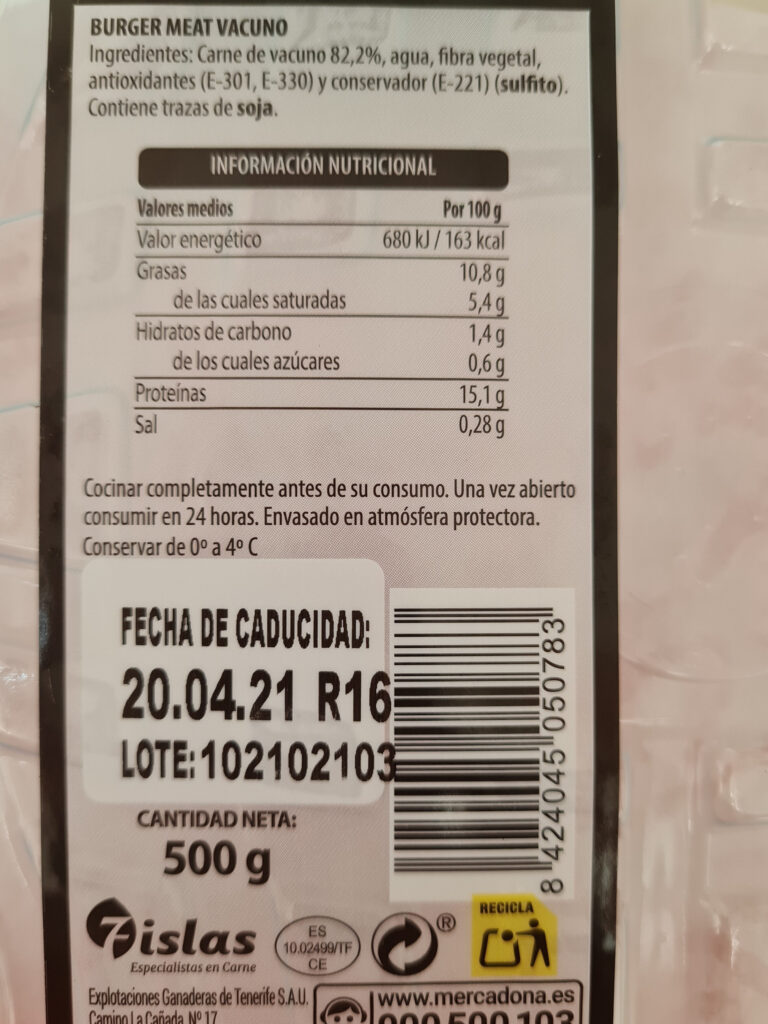 BURGER MEAT VACUNO
Ingredientes: Carne de vacuno 82,2%, agua, fibra vegetal,
antioxidantes (E-301, E-330) y conservador (E-221) (sulfito).
Contiene trazas de soja.
INFORMACIÓN NUTRICIONAL
Valores medios Por 100 g
Valor energético 680 kJ / 163 kcal
Grasas 10,8 g
de las cuales saturadas 5,4 g
Hidratos de carbono 1,4 g
de los cuales azúcares 0,6 g
Proteínas 15,1 g
Sal 0,28 g
Cocinar completamente antes de su consumo. Una vez abierto
consumir en 24 horas. Envasado en atmósfera protectora.
Conservar de 0º a 4º C
FECHA DE CADUCIDAD:
20.04.21 R16
LOTE:102102103
8 424045 050783
CANTIDAD NETA:
500 g
7islas
Especialistas en Carne
ES
10.02499/TF
CE
®
RECICLA
Explotaciones Ganaderas de Tenerife S.A.U.
Camino La Cañada, Nº 17
www.mercadona.es
900 500 103